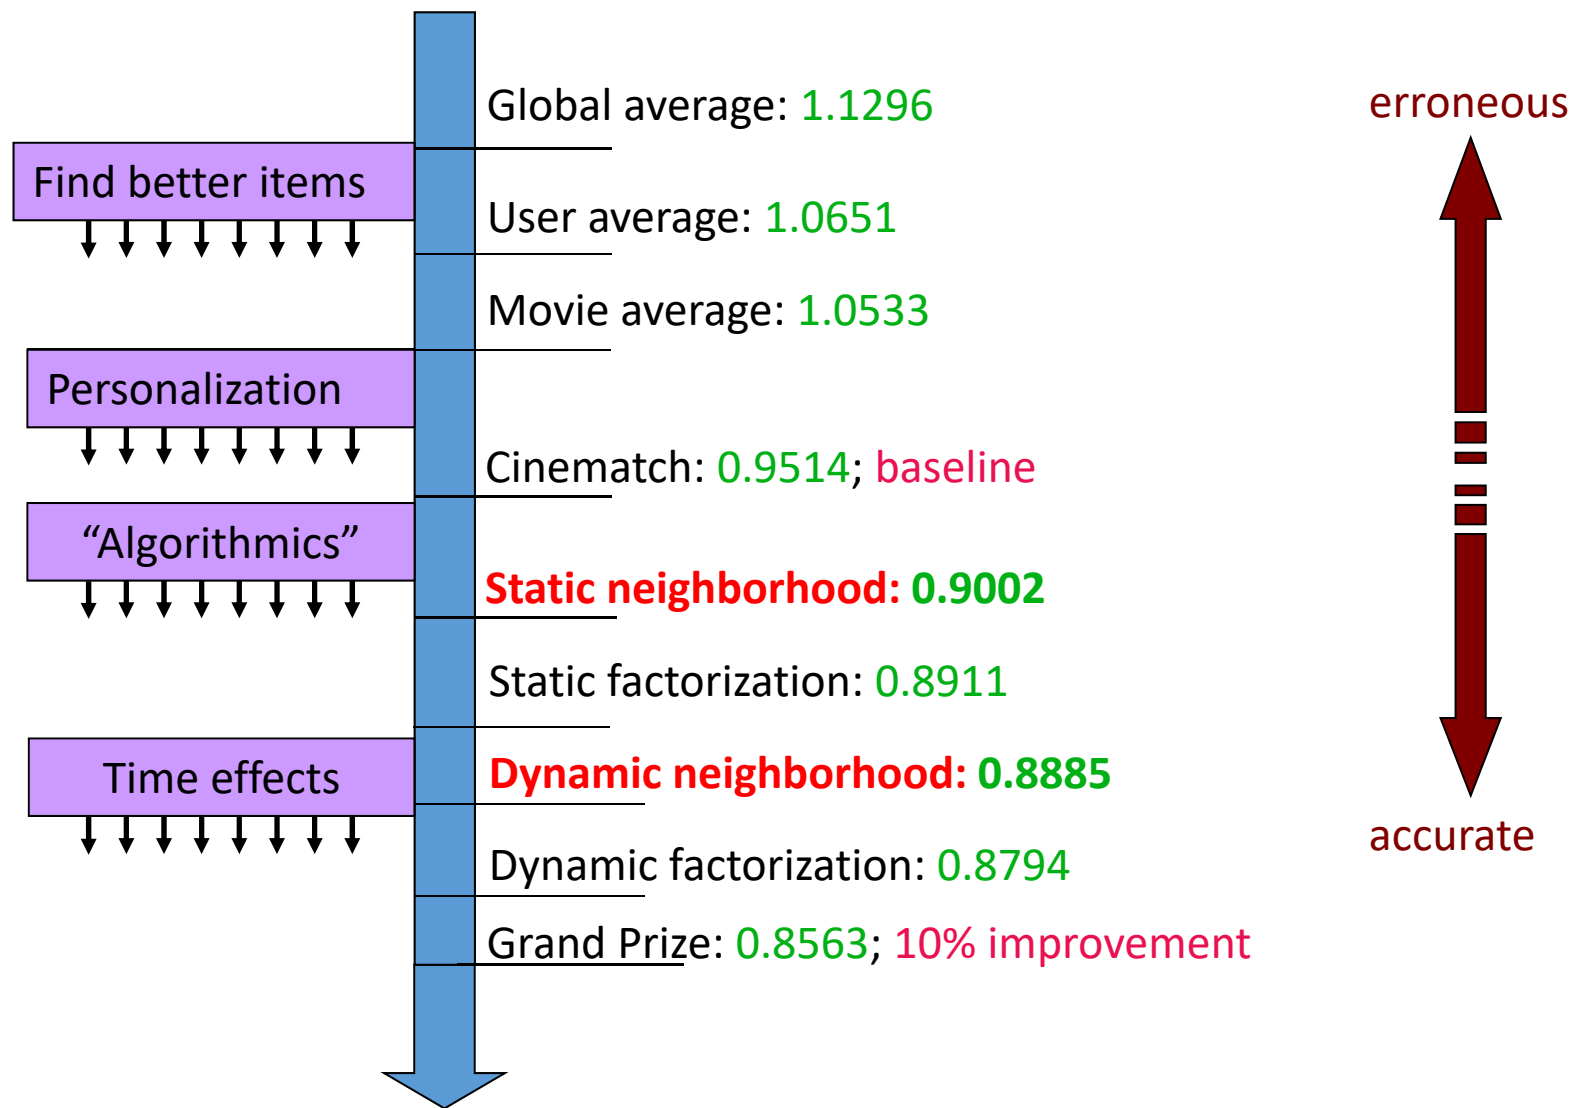 Global average: 1.1296
erroneous
Find better items
User average: 1.0651
Movie average: 1.0533
Personalization
Cinematch: 0.9514; baseline
“Algorithmics”
Static neighborhood: 0.9002
Static factorization: 0.8911
Time effects
Dynamic neighborhood: 0.8885
accurate
Dynamic factorization: 0.8794
Grand Prize: 0.8563; 10% improvement